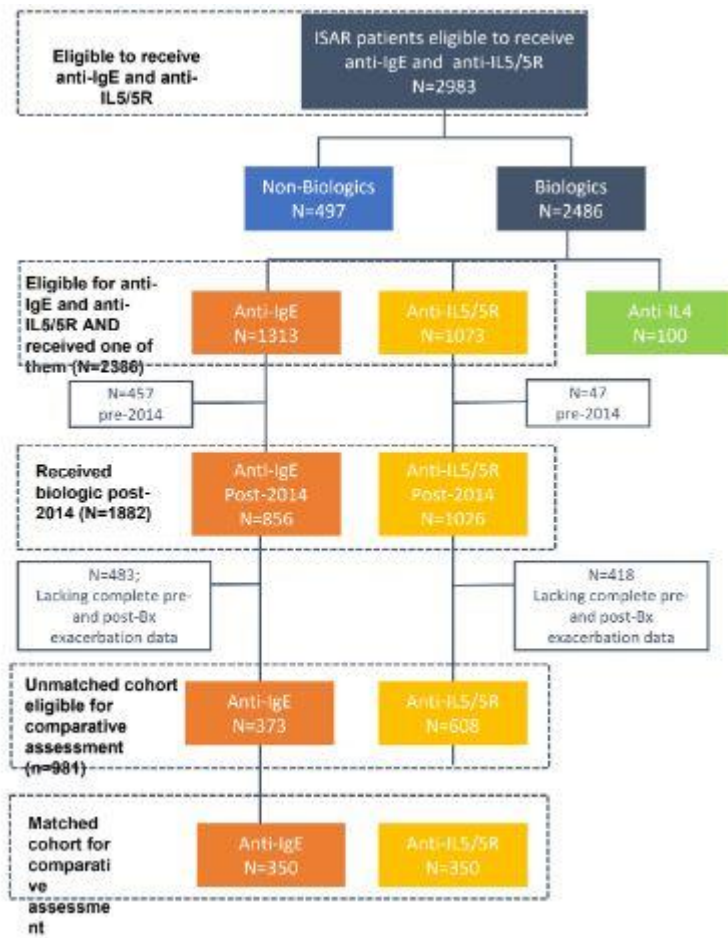 Eligible to receive
anti-IgE and anti-
IL5/5R
ISAR patients eligible to receive
anti-IgE and anti-IL5/5R
N=2983
Non-Biologics
N=497
Biologics
N=2486
Eligible for anti-
IgE and anti-
IL5/5R AND
received one of
them (N=2386)
Anti-IgE
N=1313
Anti-IL5/5R
N=1073
Anti-IL4
N=100
N=457
pre-2014
N=47
pre-2014
Received
biologic post-
2014 (N=1882)
Anti-IgE
Post-2014
N=856
Anti-IL5/5R
Post-2014
N=1026
N=483;
Lacking complete pre-
and post-Bx
exacerbation data
N=418
Lacking complete pre-
and post-Bx
exacerbation data
Unmatched cohort
eligible for
comparative
assessment
(n=981)
Anti-IgE
N=373
Anti-IL5/5R
N=608
Matched
cohort for
comparati
ve
assessme
nt
Anti-IgE
N=350
Anti-IL5/5R
N=350